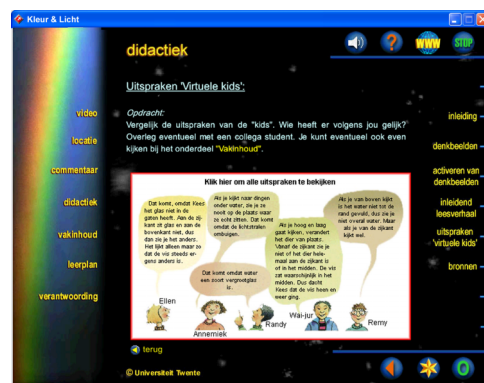 Kleur & Licht
didactiek
WWW
STOP
Uitspraken 'Virtuele kids':
Opdracht:
Vergelijk de uitspraken van de "kids". Wie heeft er volgens jou gelijk?
Overleg eventueel met een collega student. Je kunt eventueel ook even
kijken bij het onderdeel "Vakinhoud".
video
locatie
commentaar
didactiek
vakinhoud
leerplan
verantwoording
Klik hier om alle uitspraken te bekijken
Dat komt, omdat Kees
het glas niet in de
gaten heeft. Aan de zij-
kant zit glas en aan de
bovenkant niet, dus
dan zie je het anders.
Het lijkt alleen maar zo
dat de vis steeds er-
gens anders is.
Als je kijkt naar dingen
onder water, zie je ze
nooit op de plaats waar
ze echt zitten. Dat komt
omdat de lichtstralen
ombuigen.
Dat komt omdat water
een soort vergrootglas
is.
Als je hoog en laag
gaat kijken, verandert
het dier van plaats.
Vanaf de zijkant zie je
niet of het dier hele-
maal aan de zijkant is
of in het midden. De vis
zat waarschijnlijk in het
midden. Dus dacht
Kees dat de vis heen en
weer ging.
Als je van boven kijkt
is het water niet tot de
rand gevuld, dus zie je
niet overal water. Maar
als je van de zijkant
kijkt wel.
Ellen
Annemiek
Randy
Wai-jur
Remy
terug
© Universiteit Twente
inleiding
denkbeelden
activeren van
denkbeelden
inleidend
leesverhaal
uitspraken
'virtuele kids'
bronnen